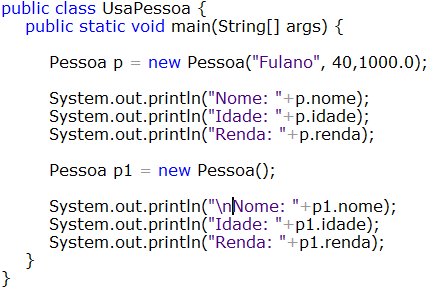 public class UsaPessoa {
public static void main(String[] args) {
Pessoa p = new Pessoa("Fulano", 40,1000.0);
System.out.println("Nome: "+p.nome);
System.out.println("Idade: "+p.idade);
System.out.println("Renda: "+p.renda);
Pessoa p1 = new Pessoa();
System.out.println("\nNome: "+p1.nome);
System.out.println("Idade: "+p1.idade);
System.out.println("Renda: "+p1.renda);
}
}